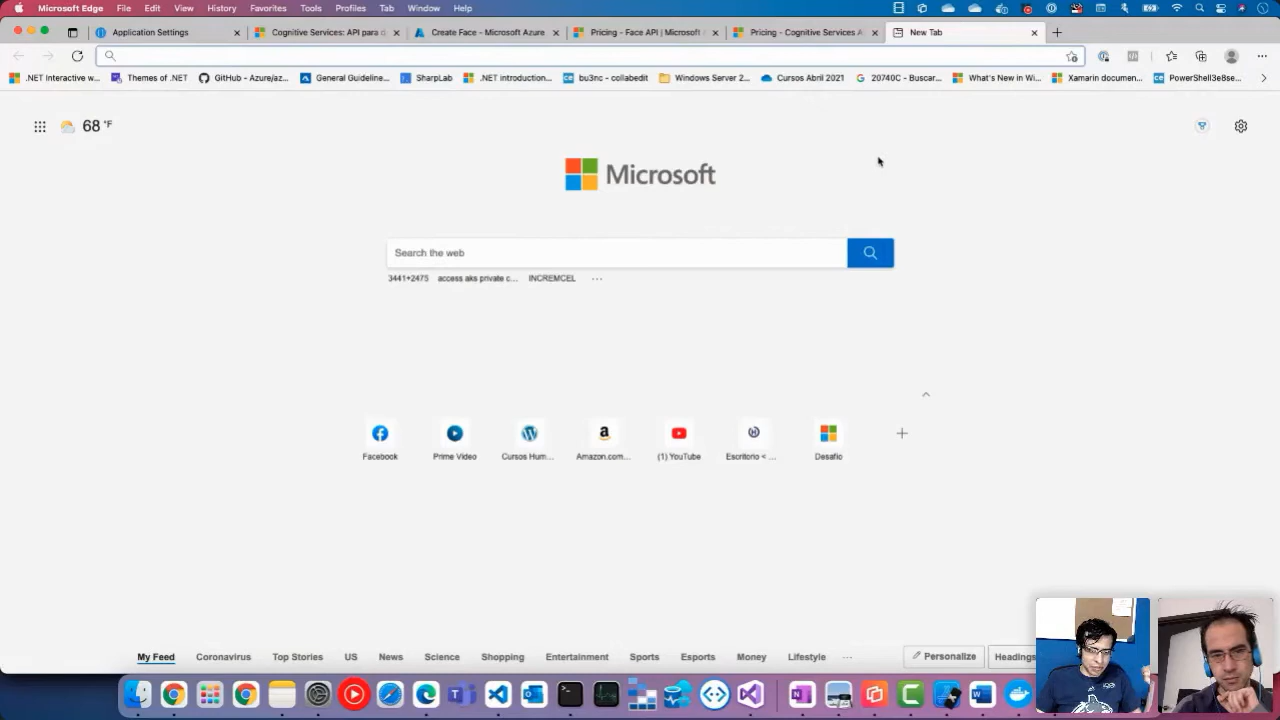 Microsoft Edge File Edit View History Favorites Tools Profiles Tab Window Help
Application Settings
Cognitive Services: API para d
Create Face - Microsoft Azure
Pricing - Face API | Microsoft
Pricing - Cognitive Services A
New Tab
.NET Interactive w...
Themes of .NET
GitHub - Azure/az...
General Guideline...
SharpLab
.NET introduction...
bu3nc - collabedit
Windows Server 2...
Cursos Abril 2021
20740C - Buscar...
What's New in Wi...
Xamarin documen...
PowerShell3e8se...
68 °F
Microsoft
Search the web
3441+2475 access aks private c... INCREMCEL ...
Facebook
Prime Video
Cursos Hum...
Amazon.com...
(1) YouTube
Escritorio < ...
Desafio
My Feed Coronavirus Top Stories US News Science Shopping Entertainment Sports Esports Money Lifestyle ...
Personalize
Headings